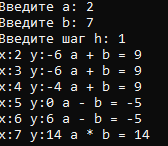 Введите a: 2
Введите b: 7
Введите шаг h: 1
x:2 y:-6 a + b = 9
x:3 y:-6 a + b = 9
x:4 y:-4 a + b = 9
x:5 y:0 a - b = -5
x:6 y:6 a - b = -5
x:7 y:14 a * b = 14